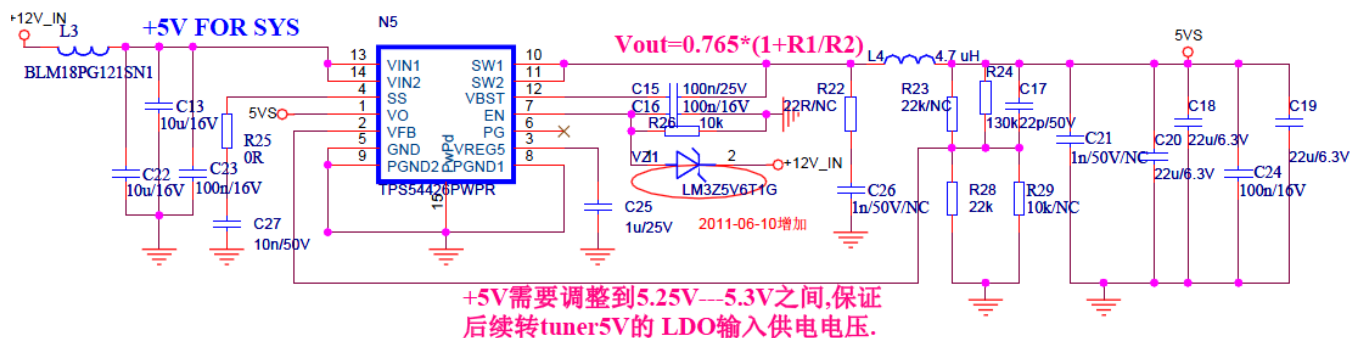 +12V_IN
L3
BLM18PG121SN1
+5V FOR SYS
N5
13
14
4
1
2
5
9
VIN1
VIN2
SS
VO
VFB
GND
PGND2
SW1
SW2
VBST
EN
PG
VREG5
PGND1
PwPd
10
11
12
7
6
3
8
15
TPS54426PWPR
5VS
C13
10u/16V
C22
10u/16V
C23
100n/16V
R25
0R
C27
10n/50V
Vout=0.765*(1+R1/R2)
C15
100n/25V
C16
100n/16V
R26
10k
VZ1
1
2
+12V_IN
LM3Z5V6T1G
2011-06-10增加
C25
1u/25V
R22
22R/NC
C26
1n/50V/NC
L4
4.7 uH
R23
22k/NC
R24
130k
C17
22p/50V
R28
22k
R29
10k/NC
C21
1n/50V/NC
5VS
C18
22u/6.3V
C20
22u/6.3V
C19
22u/6.3V
C24
100n/16V
+5V需要调整到5.25V---5.3V之间,保证
后续转tuner5V的 LDO输入供电电压.